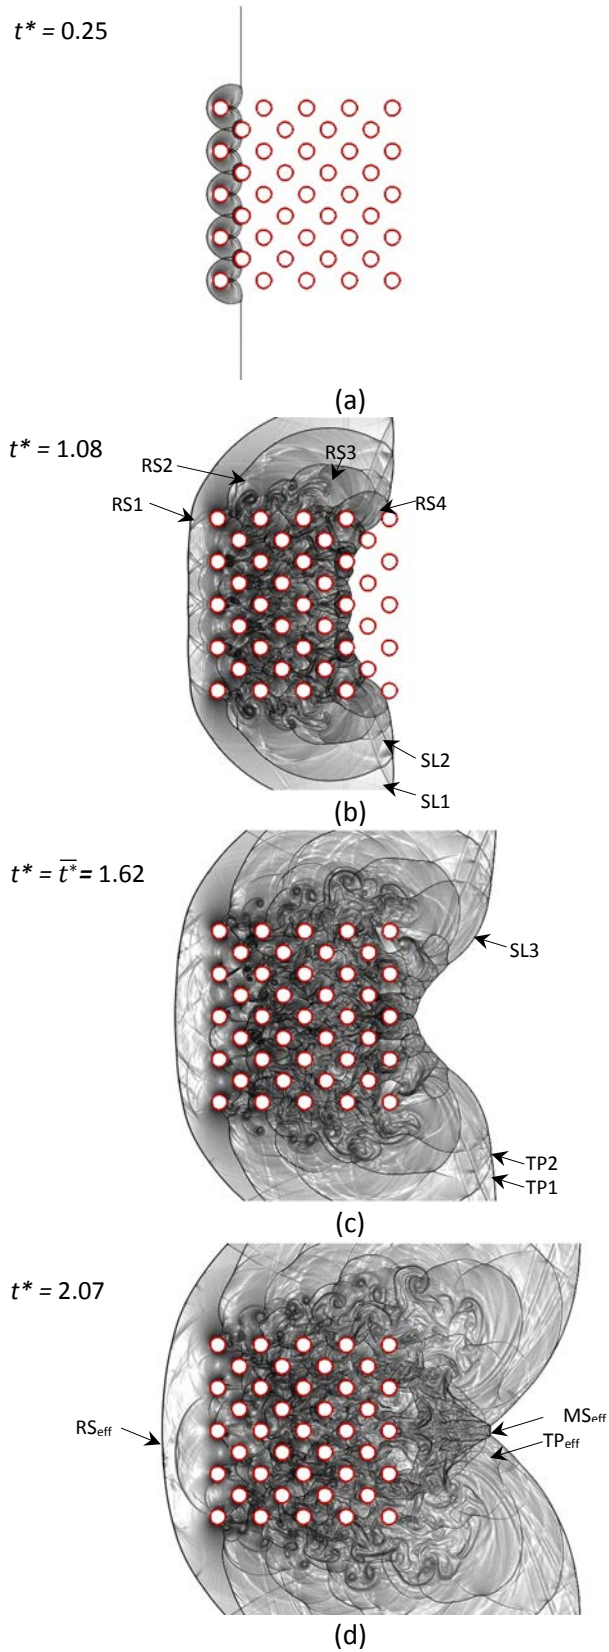 t* = 0.25
(a)
t* = 1.08
RS2
RS3
RS1
RS4
SL2
SL1
(b)
t* = t̅*̅ = 1.62
SL3
TP2
TP1
(c)
t* = 2.07
RSeff
MSeff
TPeff
(d)